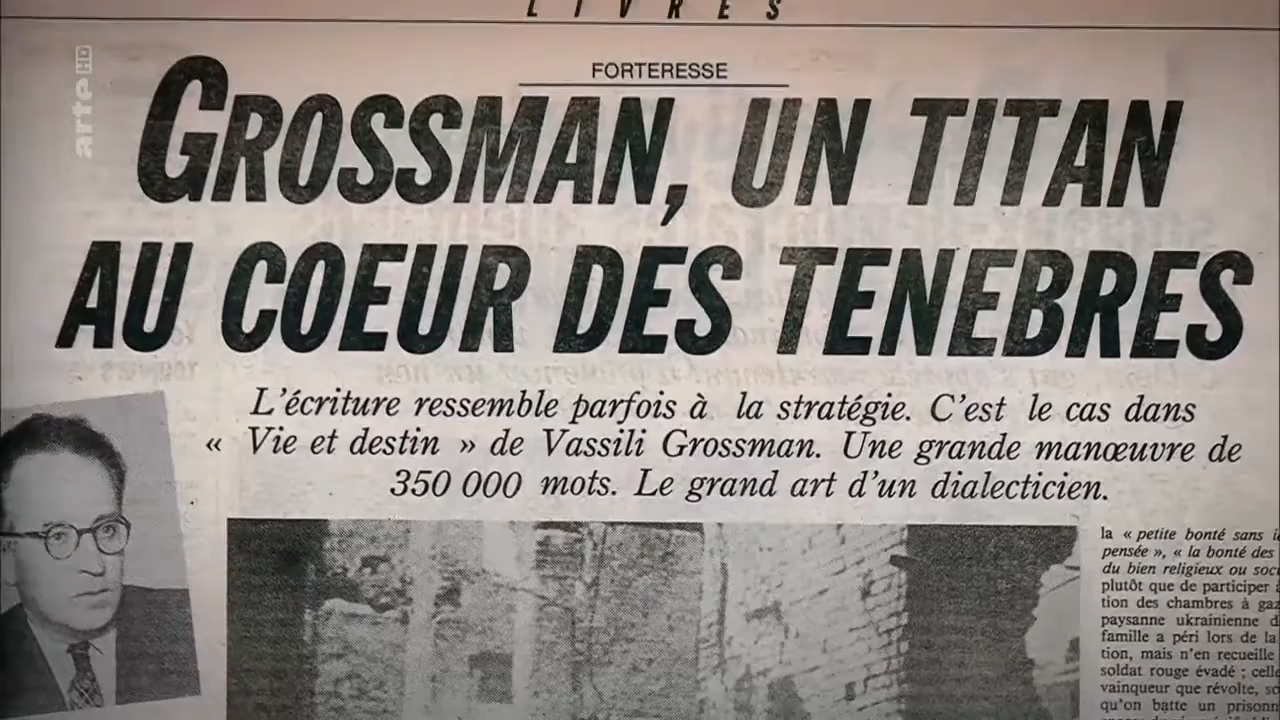 LIVRES
arte HD
FORTERESSE
GROSSMAN, UN TITAN
AU COEUR DES TENEBRES
L'écriture ressemble parfois à la stratégie. C'est le cas dans
« Vie et destin » de Vassili Grossman. Une grande manœuvre de
350 000 mots. Le grand art d'un dialecticien.
la « petite bonté sans
pensée », « la bonté des
du bien religieux ou
plutôt que de participer
tion des chambres à
paysanne ukrainienne
famille a péri lors de la
tion, mais n'en recueille
soldat rouge évadé ; celle
vainqueur que révolte,
qu'on batte un